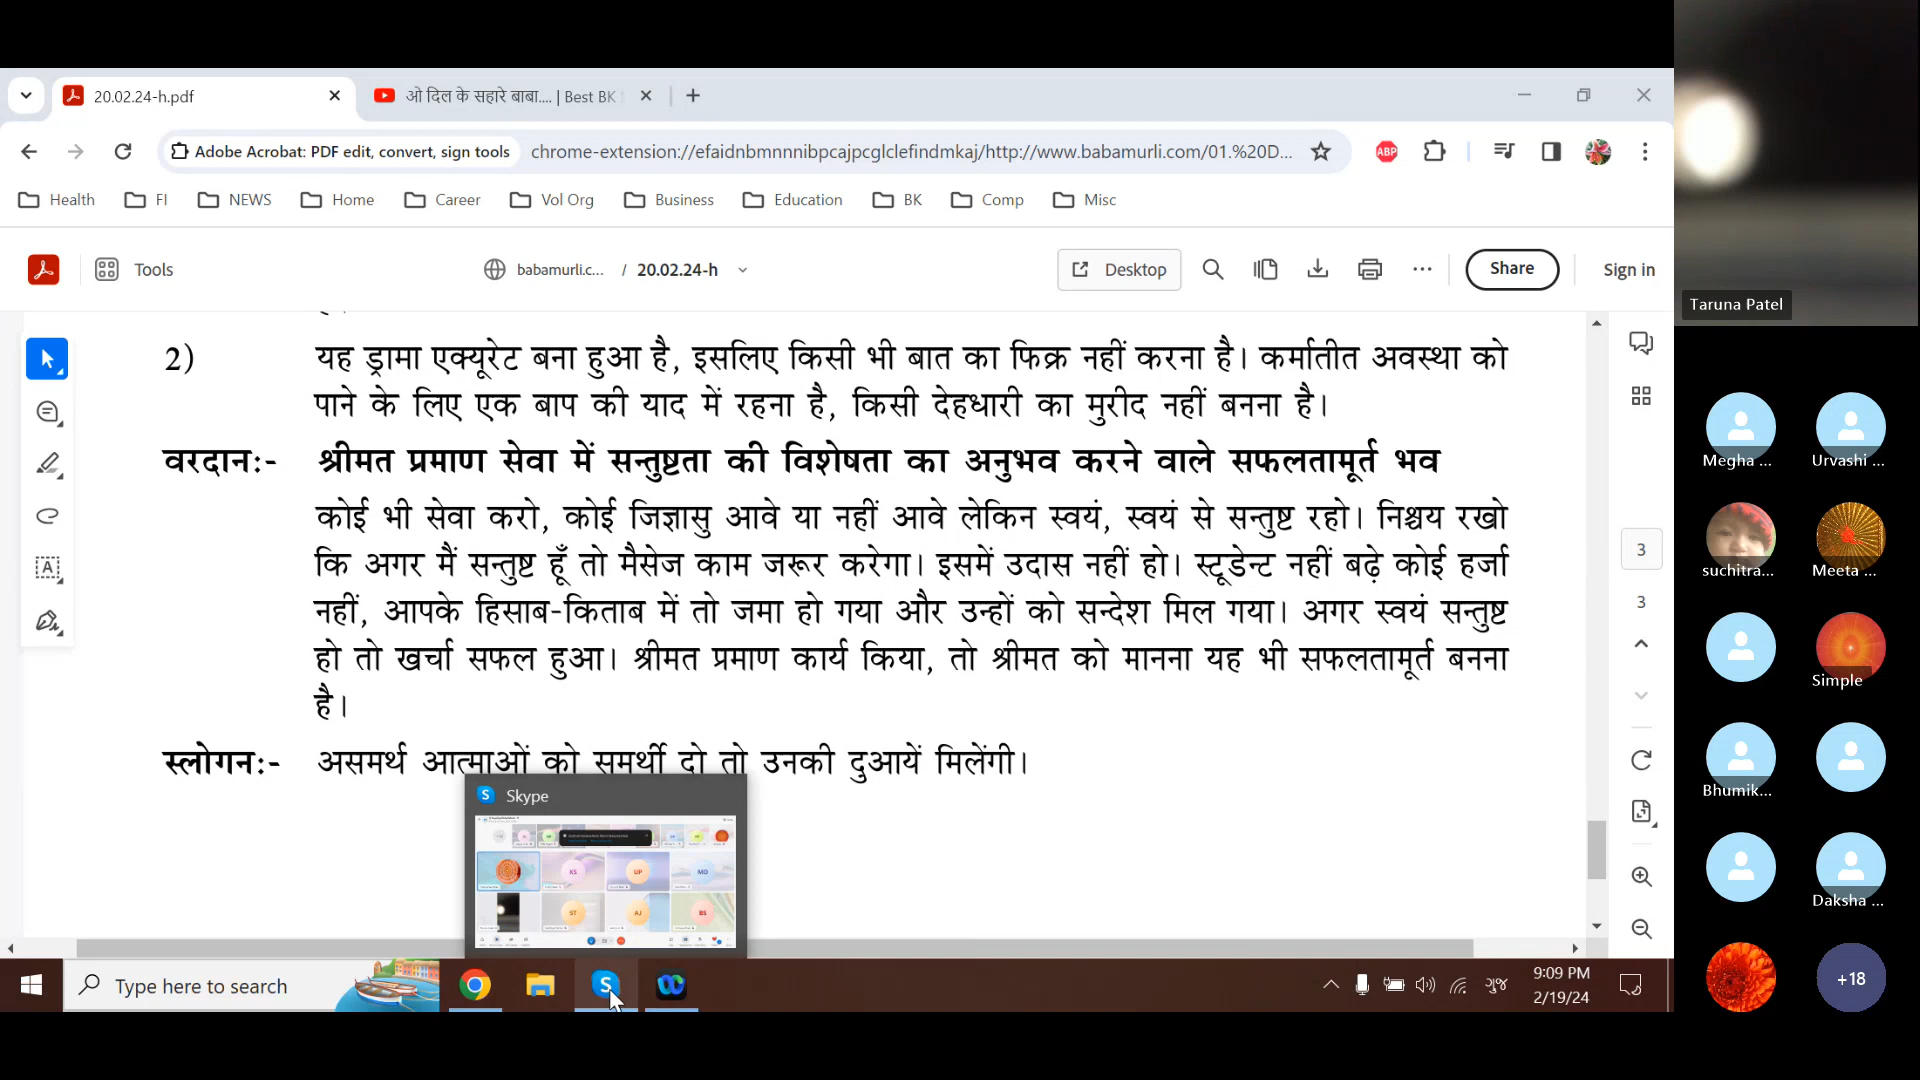 20.02.24-h.pdf
ओ दिल के सहारे बाबा.... | Best BK
Adobe Acrobat: PDF edit, convert, sign tools
chrome-extension://efaidnbmnnnibpcajpcglclefindmkaj/http://www.babamurli.com/01.%20D...
ABP
Health FI NEWS Home Career Vol Org Business Education BK Comp Misc
Tools
babamurli.c... / 20.02.24-h
Desktop
Share
Sign in
Taruna Patel
2) यह ड्रामा एक्यूरेट बना हुआ है, इसलिए किसी भी बात का फिक्र नहीं करना है। कर्मातीत अवस्था को
पाने के लिए एक बाप की याद में रहना है, किसी देहधारी का मुरीद नहीं बनना है।
वरदान:- श्रीमत प्रमाण सेवा में सन्तुष्टता की विशेषता का अनुभव करने वाले सफलतामूर्त भव
कोई भी सेवा करो, कोई जिज्ञासु आवे या नहीं आवे लेकिन स्वयं, स्वयं से सन्तुष्ट रहो। निश्चय रखो
कि अगर मैं सन्तुष्ट हूँ तो मैसेज काम जरूर करेगा। इसमें उदास नहीं हो। स्टूडेन्ट नहीं बढ़े कोई हर्जा
नहीं, आपके हिसाब-किताब में तो जमा हो गया और उन्हों को सन्देश मिल गया। अगर स्वयं सन्तुष्ट
हो तो खर्चा सफल हुआ। श्रीमत प्रमाण कार्य किया, तो श्रीमत को मानना यह भी सफलतामूर्त बनना
है।
स्लोगन:- असमर्थ आत्माओं को समर्थी दो तो उनकी दुआयें मिलेंगी।
3
3
Megha ...
Urvashi ...
suchitra...
Meeta ...
Simple
Bhumik...
Daksha ...
+18
Skype
KS UP MD
ST AJ BS
Type here to search
ગુજ
9:09 PM
2/19/24